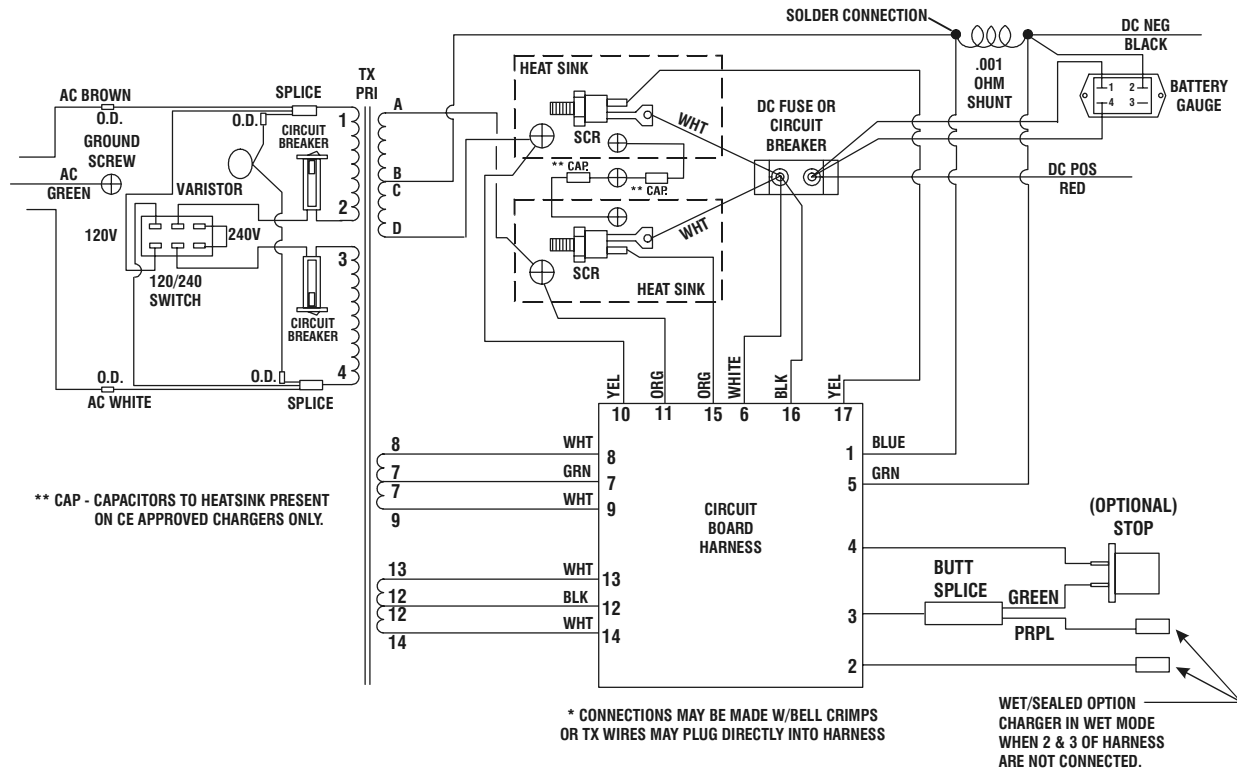 SOLDER CONNECTION
DC NEG
BLACK
.001
OHM
SHUNT
1 2
4 3
BATTERY
GAUGE
TX
PRI
HEAT SINK
SCR
WHT
** CAP.
** CAP.
DC FUSE OR
CIRCUIT
BREAKER
DC POS
RED
AC BROWN
O.D.
SPLICE
O.D.
CIRCUIT
BREAKER
1
A
GROUND
SCREW
AC
GREEN
VARISTOR
B
C
2
D
120V
240V
120/240
SWITCH
3
CIRCUIT
BREAKER
4
WHT
SCR
HEAT SINK
O.D.
AC WHITE
O.D.
SPLICE
YEL
ORG
ORG
WHITE
BLK
YEL
10
11
15
6
16
17
8
WHT
8
7
GRN
7
7
WHT
9
9
1
BLUE
5
GRN
** CAP - CAPACITORS TO HEATSINK PRESENT
ON CE APPROVED CHARGERS ONLY.
CIRCUIT
BOARD
HARNESS
13
WHT
13
12
BLK
12
12
WHT
14
14
4
3
2
(OPTIONAL)
STOP
BUTT
SPLICE
GREEN
PRPL
* CONNECTIONS MAY BE MADE W/BELL CRIMPS
OR TX WIRES MAY PLUG DIRECTLY INTO HARNESS
WET/SEALED OPTION
CHARGER IN WET MODE
WHEN 2 & 3 OF HARNESS
ARE NOT CONNECTED.